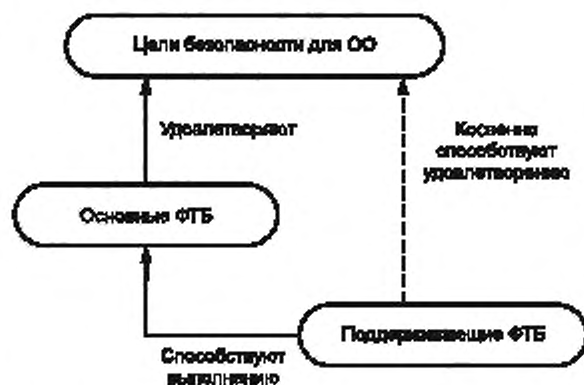 Цели безопасности для ОО
Удовлетворяют
Косвенно
способствуют
удовлетворению
Основные ФТБ
Поддерживающие ФТБ
Способствуют
выполнению